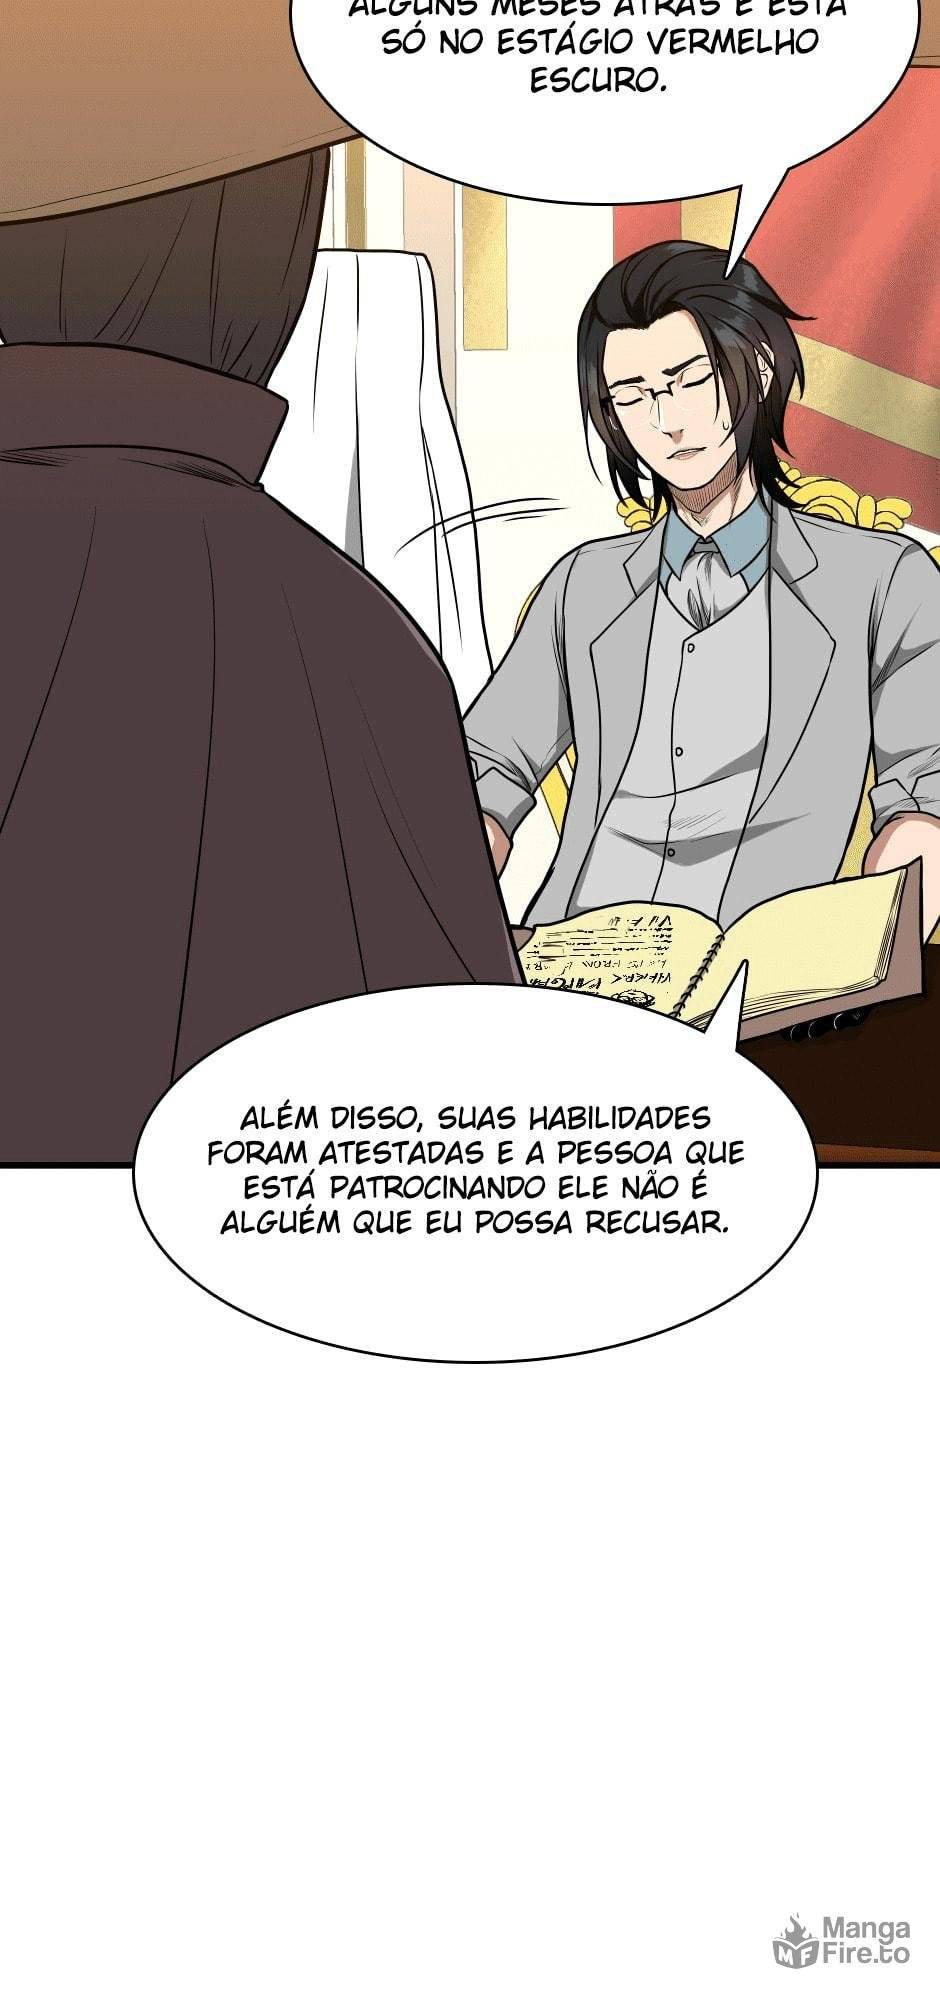 ALGUNS MESES ATRÁS E ESTÁ
SÓ NO ESTÁGIO VERMELHO
ESCURO.
ALÉM DISSO, SUAS HABILIDADES
FORAM ATESTADAS E A PESSOA QUE
ESTÁ PATROCINANDO ELE NÃO É
ALGUÉM QUE EU POSSA RECUSAR.
Manga
MF Fire.to